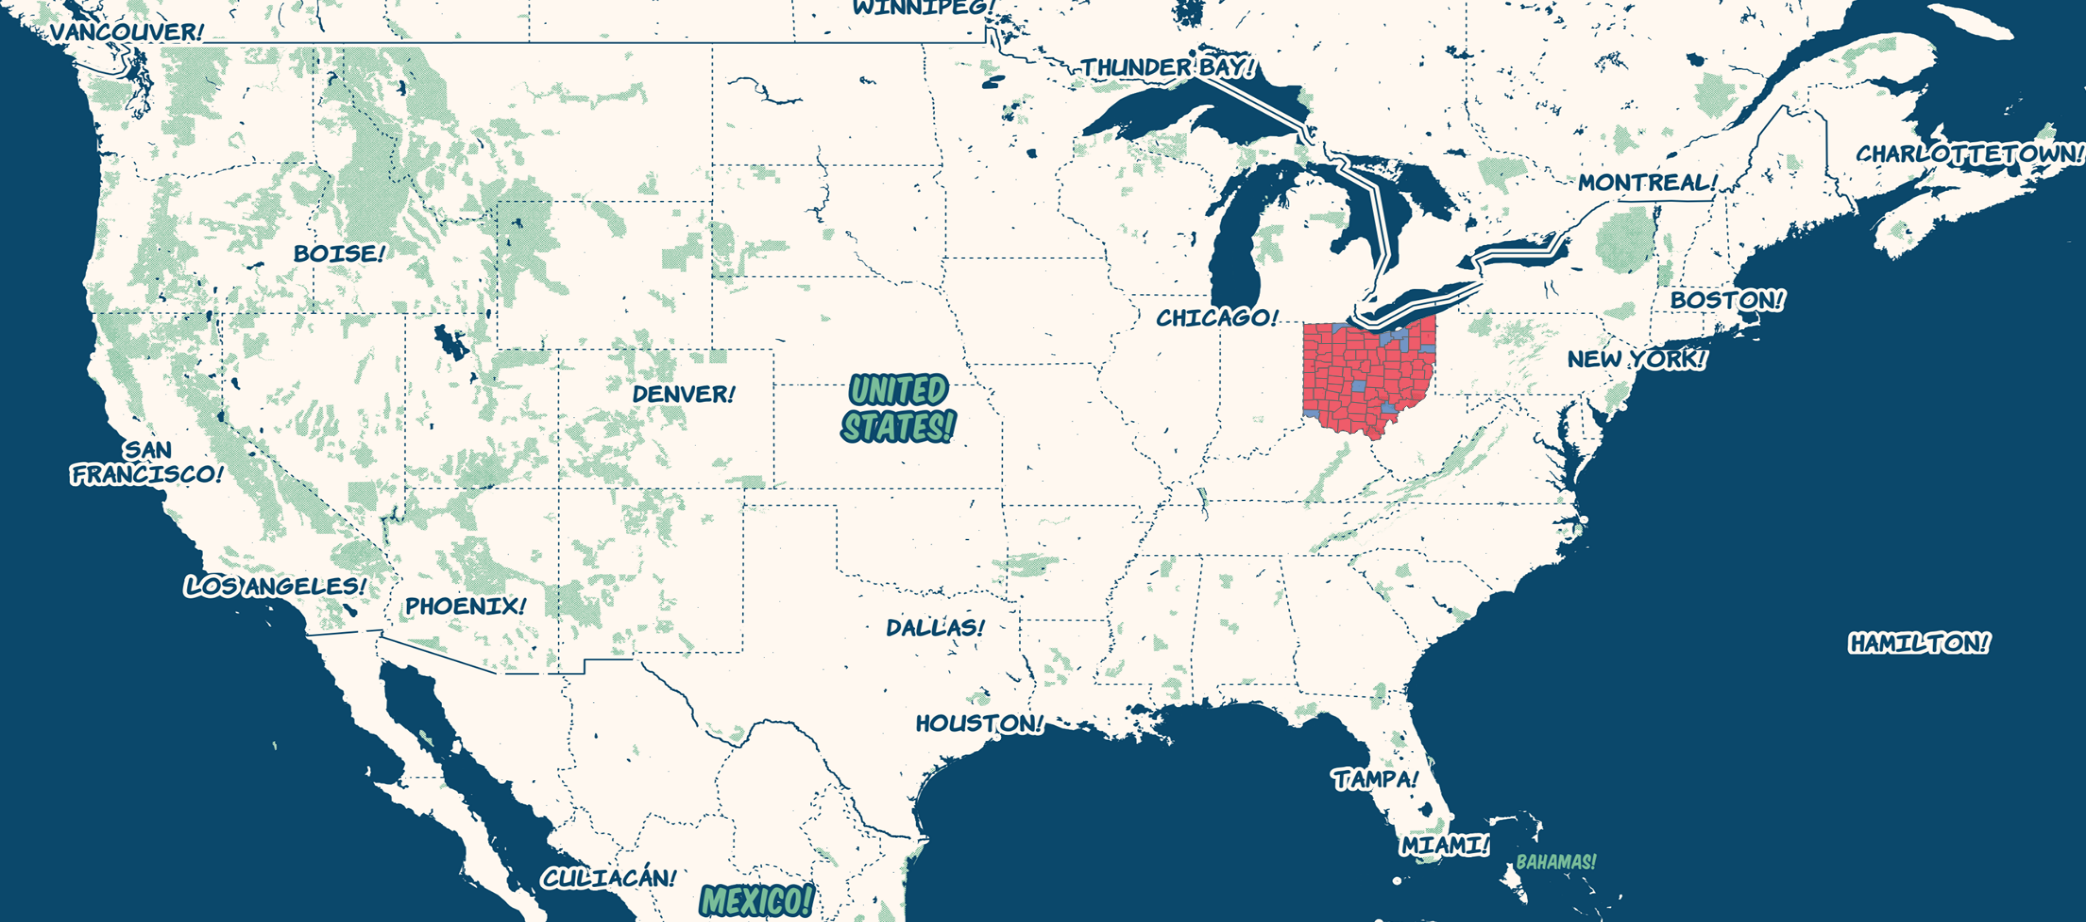 WINNIPEG!
VANCOUVER!
THUNDER BAY!
CHARLOTTETOWN!
MONTREAL!
BOISE!
BOSTON!
CHICAGO!
NEW YORK!
DENVER!
UNITED
STATES!
SAN
FRANCISCO!
LOS ANGELES!
PHOENIX!
DALLAS!
HAMILTON!
HOUSTON!
TAMPA!
MIAMI!
BAHAMAS!
CULIACÁN!
MEXICO!